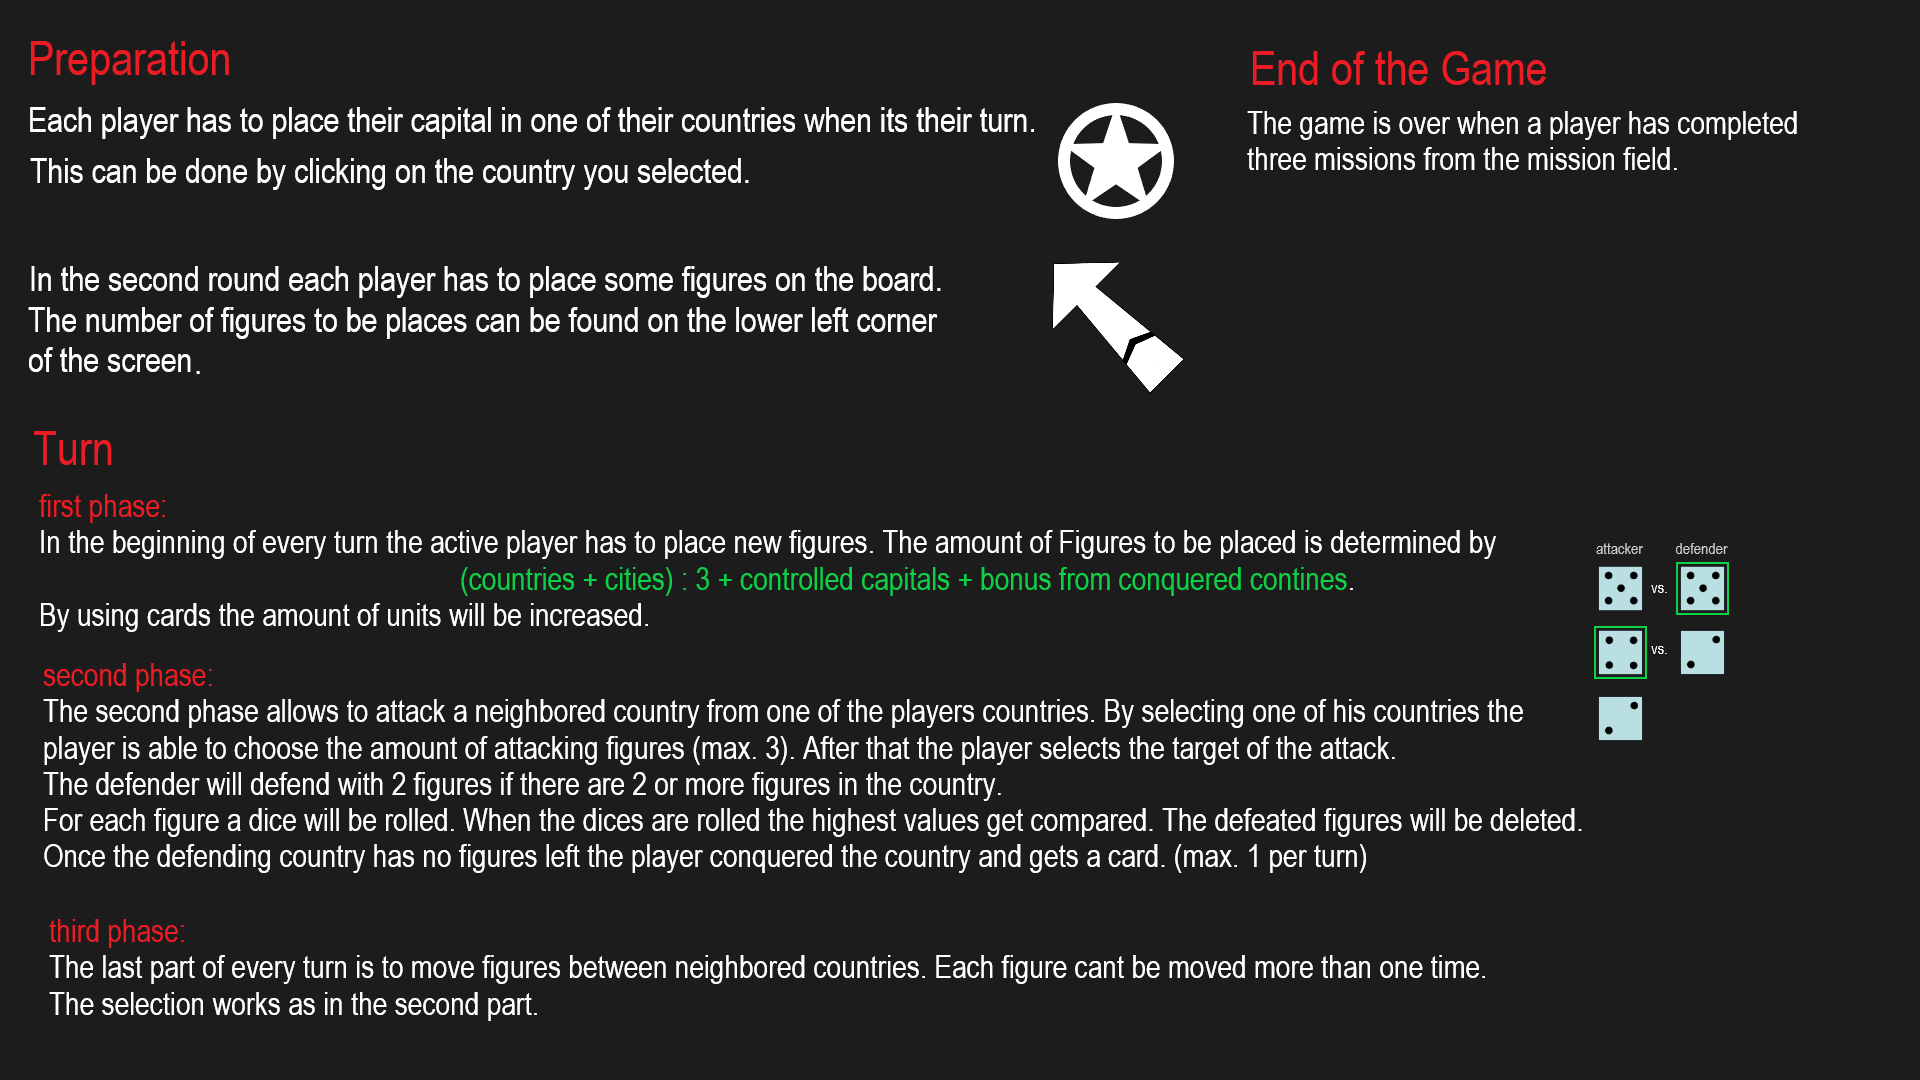 Preparation
Each player has to place their capital in one of their countries when its their turn.
This can be done by clicking on the country you selected.
In the second round each player has to place some figures on the board.
The number of figures to be places can be found on the lower left corner
of the screen.
End of the Game
The game is over when a player has completed
three missions from the mission field.
Turn
first phase:
In the beginning of every turn the active player has to place new figures. The amount of Figures to be placed is determined by
(countries + cities) : 3 + controlled capitals + bonus from conquered contines.
By using cards the amount of units will be increased.
second phase:
The second phase allows to attack a neighbored country from one of the players countries. By selecting one of his countries the
player is able to choose the amount of attacking figures (max. 3). After that the player selects the target of the attack.
The defender will defend with 2 figures if there are 2 or more figures in the country.
For each figure a dice will be rolled. When the dices are rolled the highest values get compared. The defeated figures will be deleted.
Once the defending country has no figures left the player conquered the country and gets a card. (max. 1 per turn)
attacker defender
vs.
vs.
third phase:
The last part of every turn is to move figures between neighbored countries. Each figure cant be moved more than one time.
The selection works as in the second part.